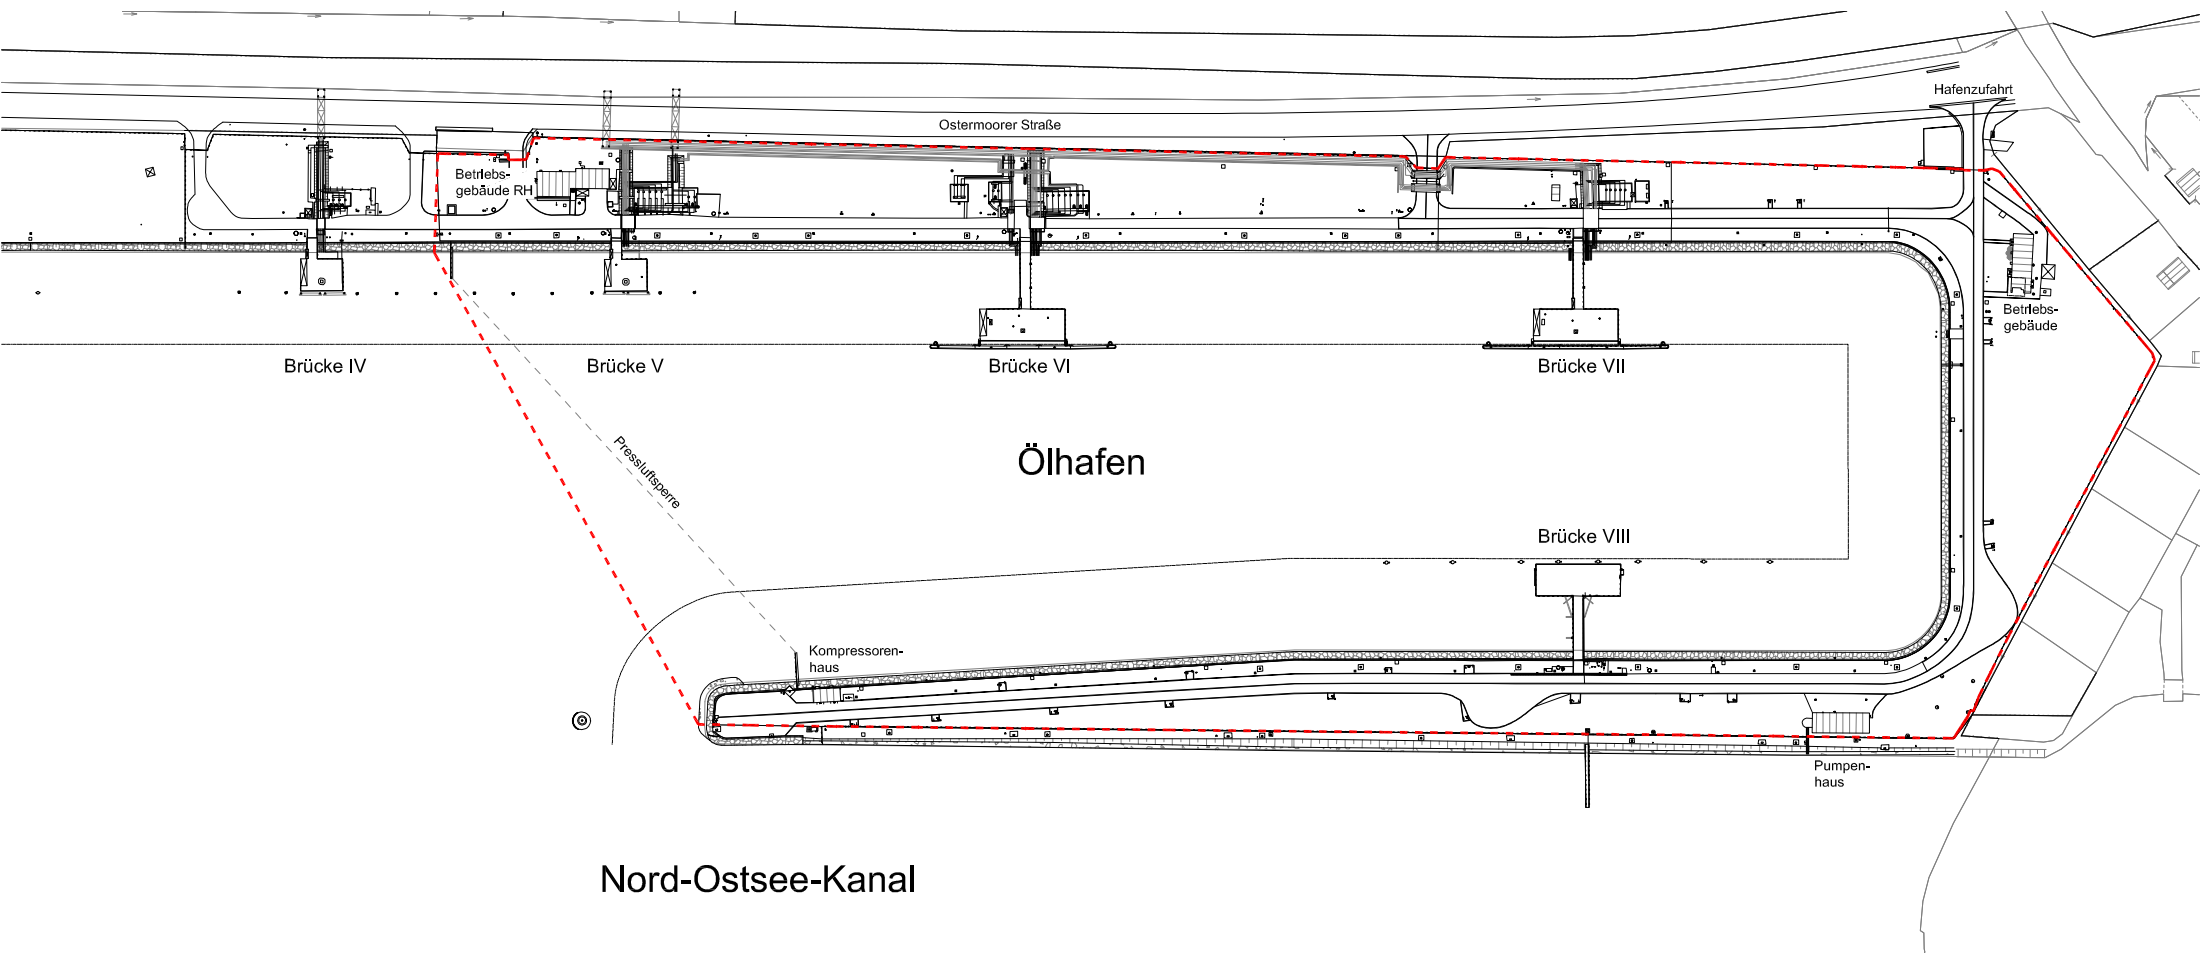 Hafenzufahrt
Ostermoorer Straße
Betriebs-
gebäude RH
Betriebs-
gebäude
Brücke IV
Brücke V
Brücke VI
Brücke VII
Pressluftsperre
Ölhafen
Brücke VIII
Kompressoren-
haus
Pumpen-
haus
Nord-Ostsee-Kanal